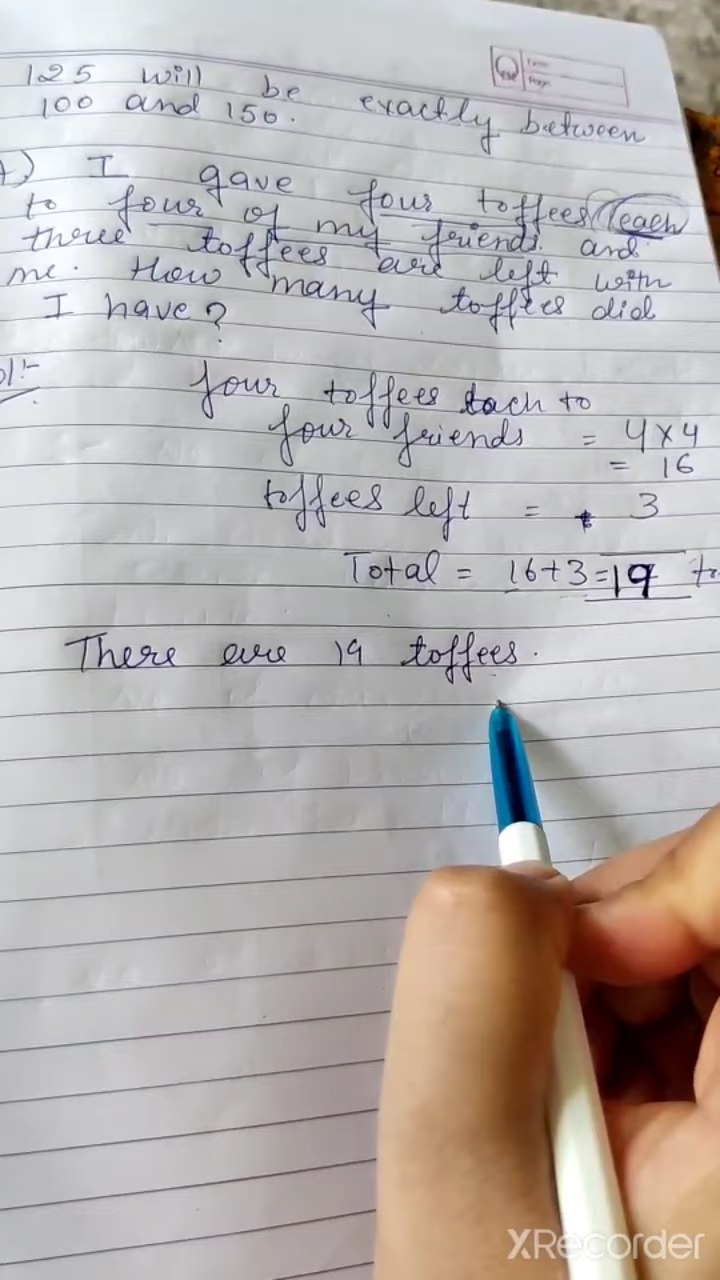 125 will be exactly between
100 and 150.
) I gave four toffees each
to four of my friends and
three toffees are left with
me. How many toffees did
I have?
ol:-
four toffees each to
four friends = 4×4
= 16
toffees left = + 3
Total = 16+3=19 to
There are 19 toffees.
XRecorder